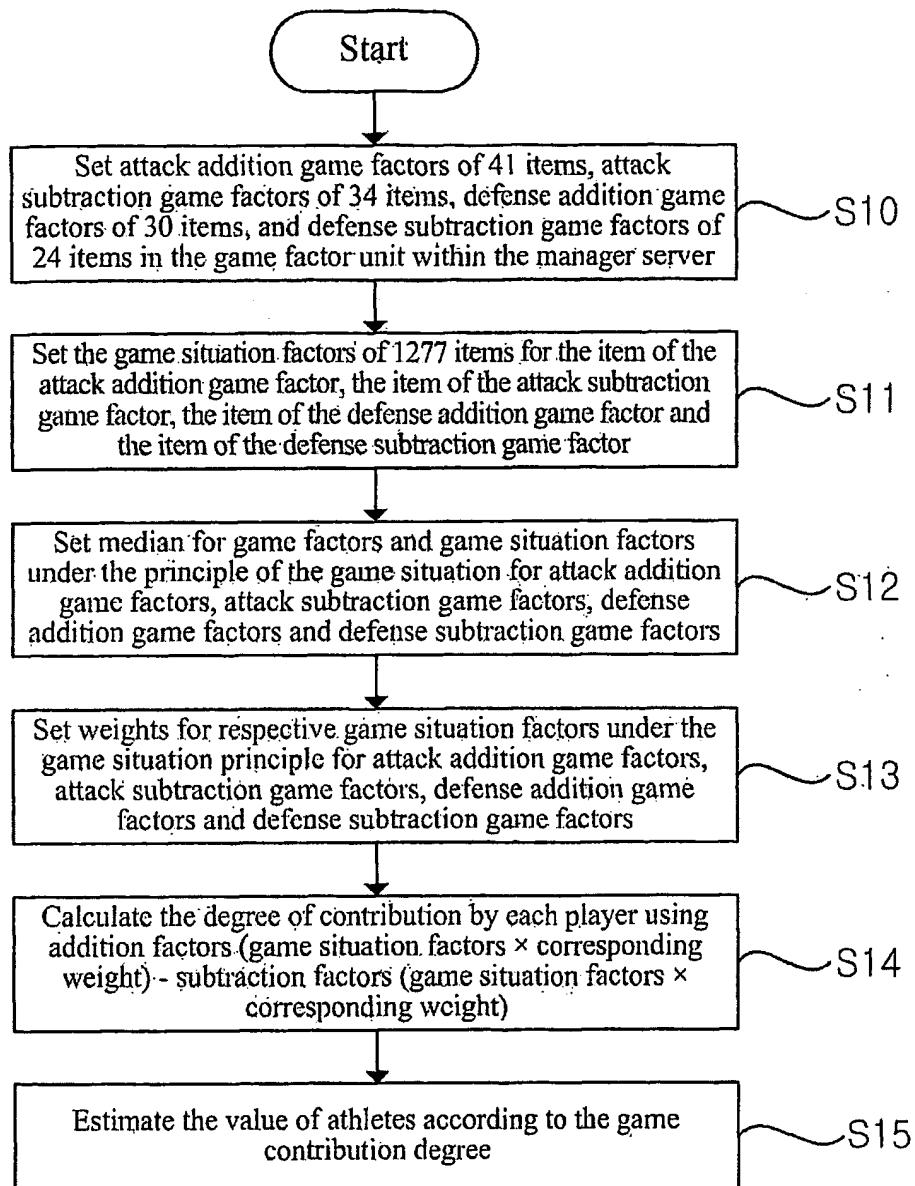 Start
Set attack addition game factors of 41 items, attack
subtraction game factors of 34 items, defense addition game
factors of 30 items, and defense subtraction game factors of
24 items in the game factor unit within the manager server
S10
Set the game situation factors of 1277 items for the item of the
attack addition game factor, the item of the attack subtraction
game factor, the item of the defense addition game factor and
the item of the defense subtraction game factor
S11
Set median for game factors and game situation factors
under the principle of the game situation for attack addition
game factors, attack subtraction game factors, defense
addition game factors and defense subtraction game factors
S12
Set weights for respective game situation factors under the
game situation principle for attack addition game factors,
attack subtraction game factors, defense addition game
factors and defense subtraction game factors
S13
Calculate the degree of contribution by each player using
addition factors (game situation factors × corresponding
weight) - subtraction factors (game situation factors ×
corresponding weight)
S14
Estimate the value of athletes according to the game
contribution degree
S15